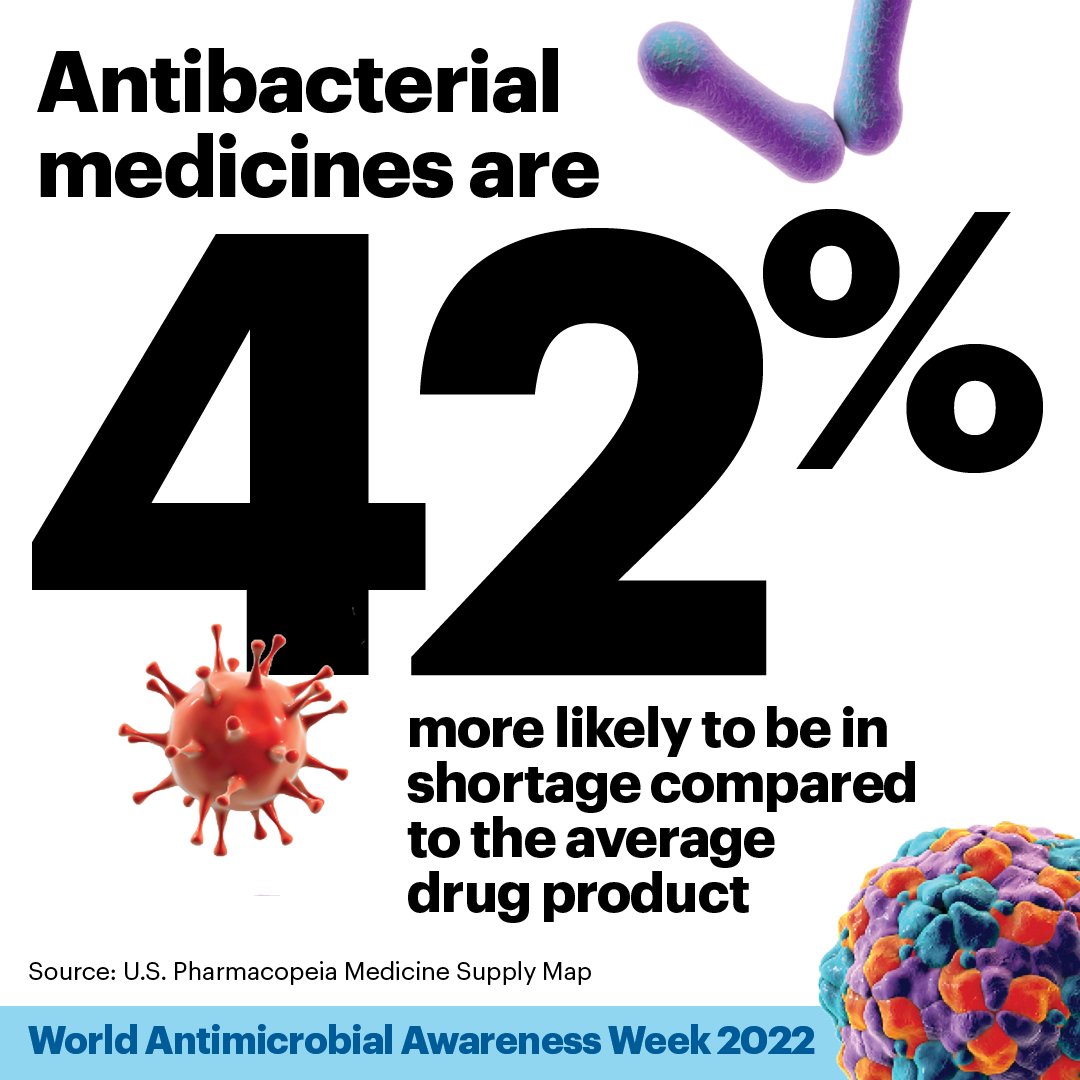 Antibacterial
medicines are
42%
more likely to be in
shortage compared
to the average
drug product
Source: U.S. Pharmacopeia Medicine Supply Map
World Antimicrobial Awareness Week 2022